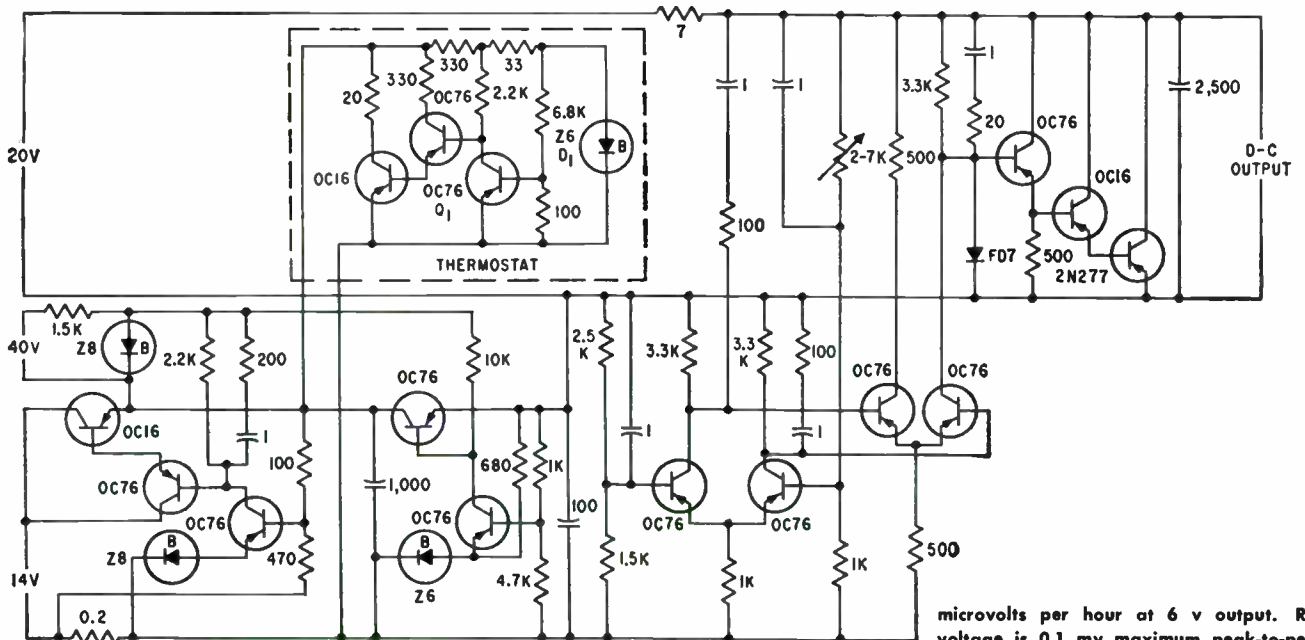 7
330
33
330
OC76
2.2K
20
6.8K
Z6
D1
B
OC16
OC76
Q1
100
THERMOSTAT
20V
1
1
3.3K
1
2,500
20
OC76
2-7K
500
D-C
OUTPUT
OC16
100
FD7
500
2N277
1.5K
40V
Z8
B
2.2K
200
10K
2.5
K
3.3K
3.3
K
100
OC76
OC76
OC76
OC16
1
100
1
680
1K
1
OC76
1,000
OC76
100
OC76
OC76
OC76
Z8
B
470
B
Z6
4.7K
1.5K
1K
1K
500
14V
0.2
microvolts per hour at 6 v output. R
voltage is 0.1 mv maximum peak-to-pe